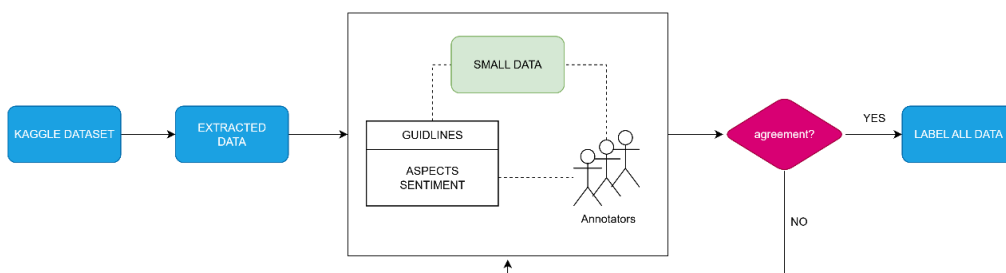 SMALL DATA
KAGGLE DATASET
EXTRACTED
DATA
GUIDLINES
ASPECTS
SENTIMENT
Annotators
agreement?
YES
LABEL ALL DATA
NO